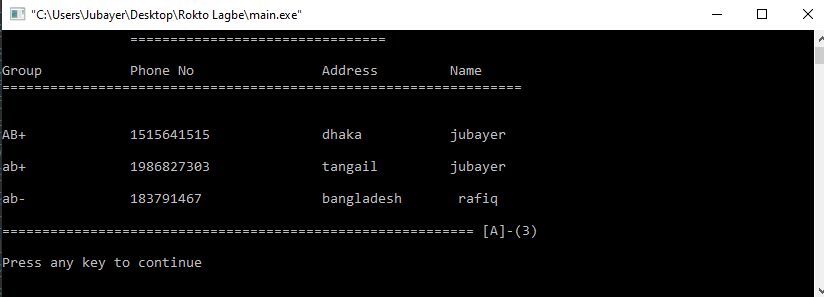 "C:\Users\Jubayer\Desktop\Rokto Lagbe\main.exe"
================================
Group Phone No Address Name
=================================================================
AB+ 1515641515 dhaka jubayer
ab+ 1986827303 tangail jubayer
ab- 183791467 bangladesh rafiq
=========================================================== [A]-(3)
Press any key to continue